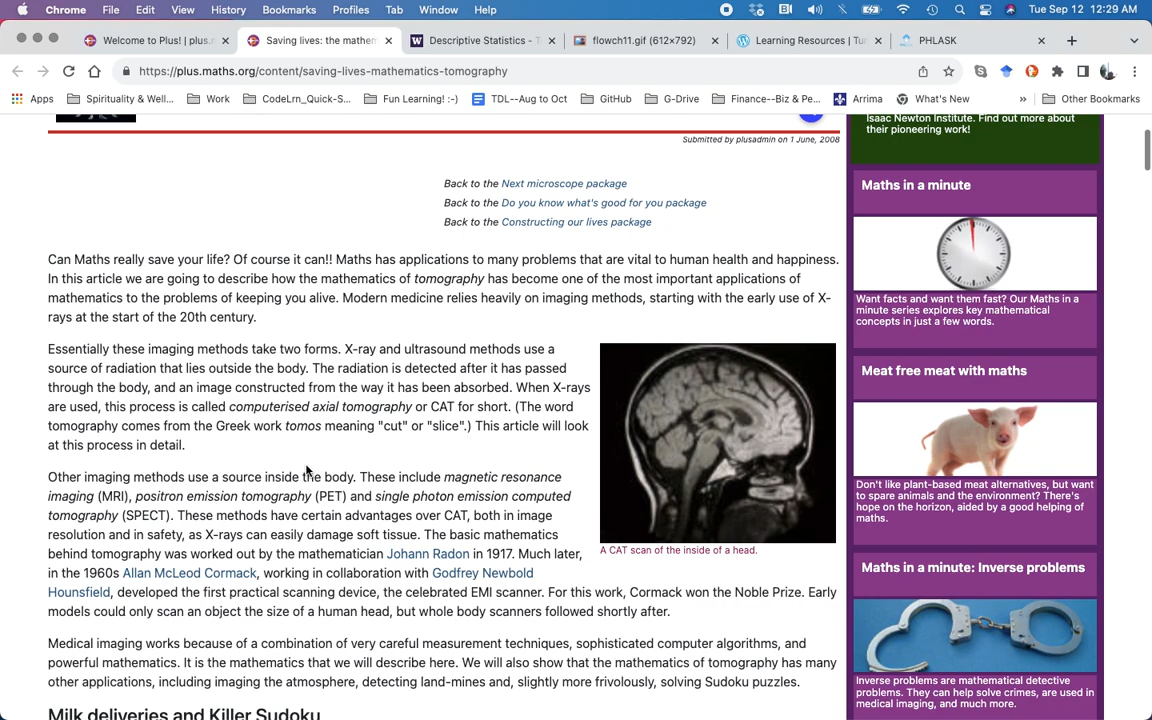 Chrome File Edit View History Bookmarks Profiles Tab Window Help Tue Sep 12 12:29 AM
Welcome to Plus! | plus.r Saving lives: the mathem Descriptive Statistics - flowch11.gif (612×792) Learning Resources | Tu PHLASK
https://plus.maths.org/content/saving-lives-mathematics-tomography
Apps Spirituality & Well... Work CodeLrn_Quick-S... Fun Learning! :-) TDL--Aug to Oct GitHub G-Drive Finance--Biz & Pe... Arrima What's New » Other Bookmarks
Submitted by plusadmin on 1 June, 2008
Back to the Next microscope package
Back to the Do you know what's good for you package
Back to the Constructing our lives package
Can Maths really save your life? Of course it can!! Maths has applications to many problems that are vital to human health and happiness.
In this article we are going to describe how the mathematics of tomography has become one of the most important applications of
mathematics to the problems of keeping you alive. Modern medicine relies heavily on imaging methods, starting with the early use of X-
rays at the start of the 20th century.
Essentially these imaging methods take two forms. X-ray and ultrasound methods use a
source of radiation that lies outside the body. The radiation is detected after it has passed
through the body, and an image constructed from the way it has been absorbed. When X-rays
are used, this process is called computerised axial tomography or CAT for short. (The word
tomography comes from the Greek work tomos meaning "cut" or "slice".) This article will look
at this process in detail.
Other imaging methods use a source inside the body. These include magnetic resonance
imaging (MRI), positron emission tomography (PET) and single photon emission computed
tomography (SPECT). These methods have certain advantages over CAT, both in image
resolution and in safety, as X-rays can easily damage soft tissue. The basic mathematics
behind tomography was worked out by the mathematician Johann Radon in 1917. Much later,
in the 1960s Allan McLeod Cormack, working in collaboration with Godfrey Newbold
Hounsfield, developed the first practical scanning device, the celebrated EMI scanner. For this work, Cormack won the Noble Prize. Early
models could only scan an object the size of a human head, but whole body scanners followed shortly after.
A CAT scan of the inside of a head.
Medical imaging works because of a combination of very careful measurement techniques, sophisticated computer algorithms, and
powerful mathematics. It is the mathematics that we will describe here. We will also show that the mathematics of tomography has many
other applications, including imaging the atmosphere, detecting land-mines and, slightly more frivolously, solving Sudoku puzzles.
Milk deliveries and Killer Sudoku
Isaac Newton Institute. Find out more about
their pioneering work!
Maths in a minute
Want facts and want them fast? Our Maths in a
minute series explores key mathematical
concepts in just a few words.
Meat free meat with maths
Don't like plant-based meat alternatives, but want
to spare animals and the environment? There's
hope on the horizon, aided by a good helping of
maths.
Maths in a minute: Inverse problems
Inverse problems are mathematical detective
problems. They can help solve crimes, are used in
medical imaging, and much more.